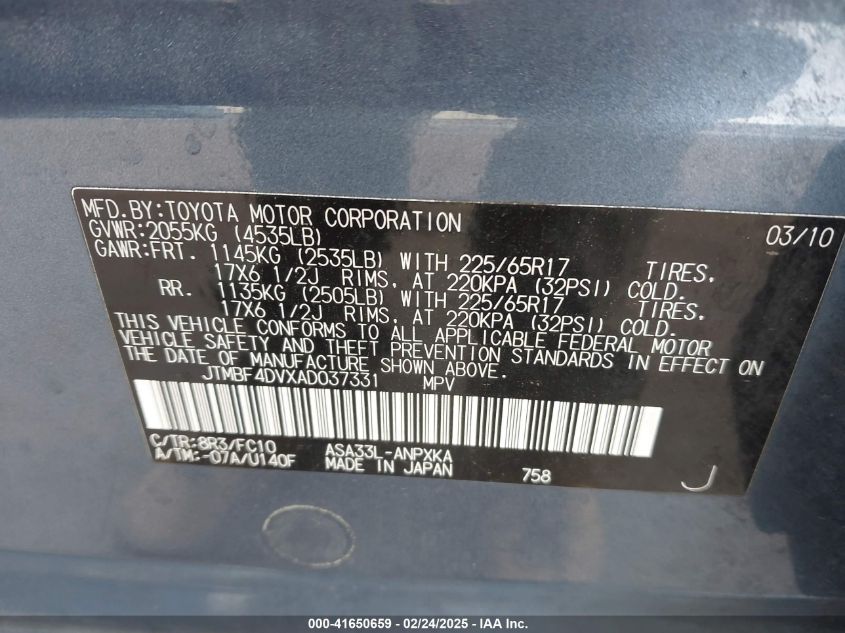 MFD.BY:TOYOTA MOTOR CORPORATION 03/10
GVWR:2055KG (4535LB)
GAWR:FRT. 1145KG (2535LB) WITH 225/65R17 TIRES,
17X6 1/2J RIMS, AT 220KPA (32PSI) COLD.
RR. 1135KG (2505LB) WITH 225/65R17 TIRES,
17X6 1/2J RIMS, AT 220KPA (32PSI) COLD.
THIS VEHICLE CONFORMS TO ALL APPLICABLE FEDERAL MOTOR
VEHICLE SAFETY AND THEFT PREVENTION STANDARDS IN EFFECT ON
THE DATE OF MANUFACTURE SHOWN ABOVE.
JTMBF4DVXAD037331 MPV
C/TR:8R3/FC10 ASA33L-ANPXKA
A/TM:-07A/U140F MADE IN JAPAN 758 J
000-41650659 - 02/24/2025 - IAA Inc.